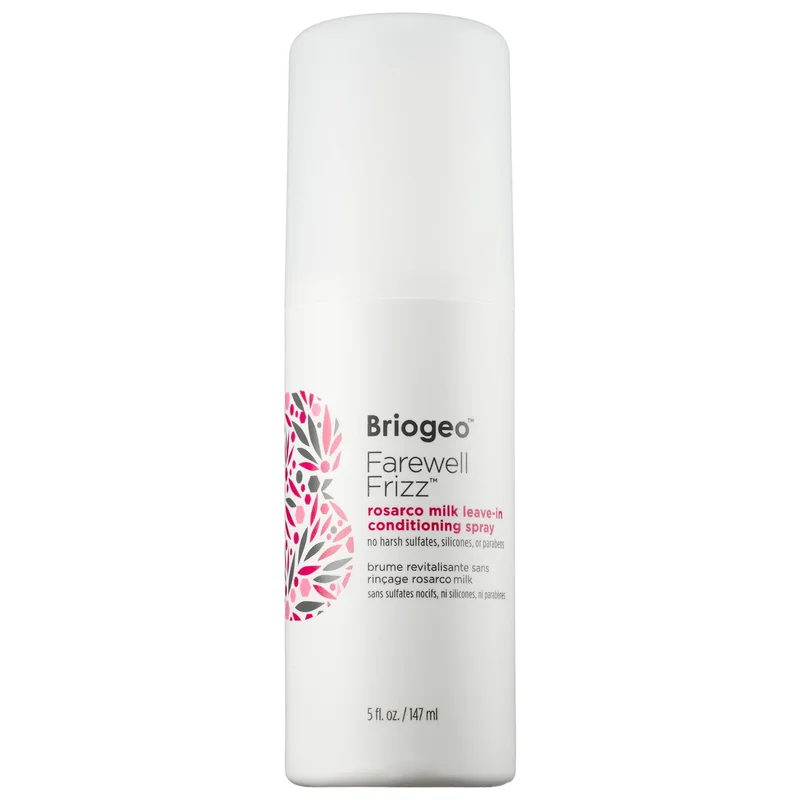 Briogeo™
Farewell
Frizz™
rosarco milk leave-in
conditioning spray
no harsh sulfates, silicones, or parabens
brume revitalisante sans
rinçage rosarco milk
sans sulfates nocifs, ni silicones, ni parabènes
5 fl. oz. / 147 ml